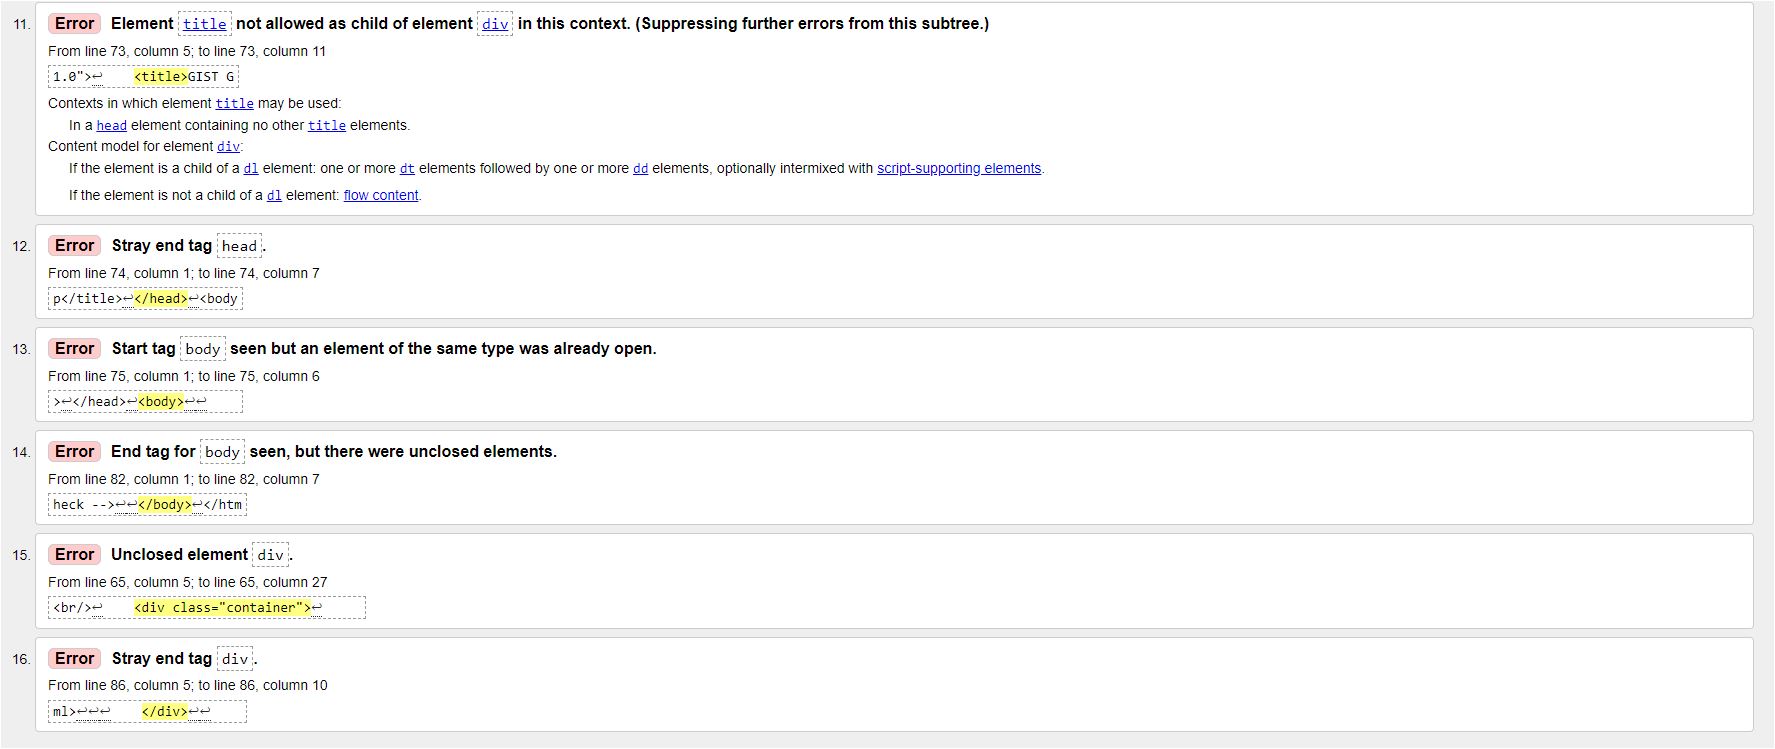 11. Error Element title not allowed as child of element div in this context. (Suppressing further errors from this subtree.)
From line 73, column 5; to line 73, column 11
1.0">↩    <title>GIST G
Contexts in which element title may be used:
In a head element containing no other title elements.
Content model for element div:
If the element is a child of a dl element: one or more dt elements followed by one or more dd elements, optionally intermixed with script-supporting elements.
If the element is not a child of a dl element: flow content.
12. Error Stray end tag head.
From line 74, column 1; to line 74, column 7
p</title>↩</head>↩<body
13. Error Start tag body seen but an element of the same type was already open.
From line 75, column 1; to line 75, column 6
>↩</head>↩<body>↩↩
14. Error End tag for body seen, but there were unclosed elements.
From line 82, column 1; to line 82, column 7
heck -->↩↩</body>↩</htm
15. Error Unclosed element div.
From line 65, column 5; to line 65, column 27
<br/>↩    <div class="container">↩
16. Error Stray end tag div.
From line 86, column 5; to line 86, column 10
ml>↩↩↩    </div>↩↩